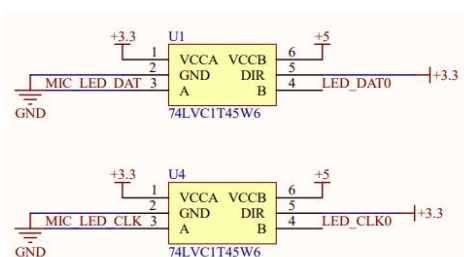 +3.3 U1 +5
1 VCCA VCCB 6
2 GND DIR 5 +3.3
MIC_LED_DAT 3 A B 4 LED_DAT0
GND 74LVC1T45W6
+3.3 U4 +5
1 VCCA VCCB 6
2 GND DIR 5 +3.3
MIC_LED_CLK 3 A B 4 LED_CLK0
GND 74LVC1T45W6